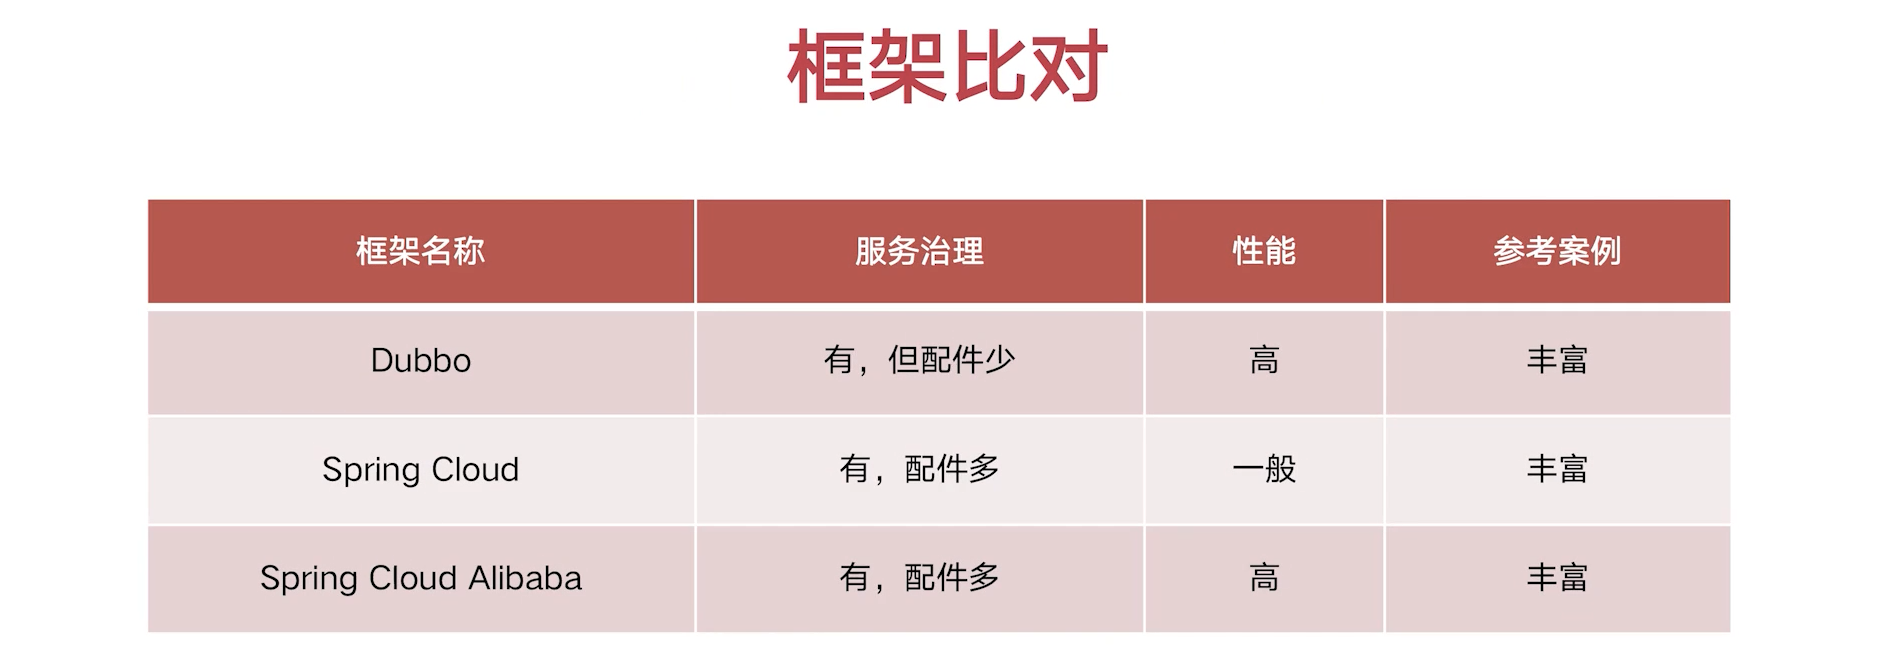 框架比对
框架名称 服务治理 性能 参考案例
Dubbo 有，但配件少 高 丰富
Spring Cloud 有，配件多 一般 丰富
Spring Cloud Alibaba 有，配件多 高 丰富